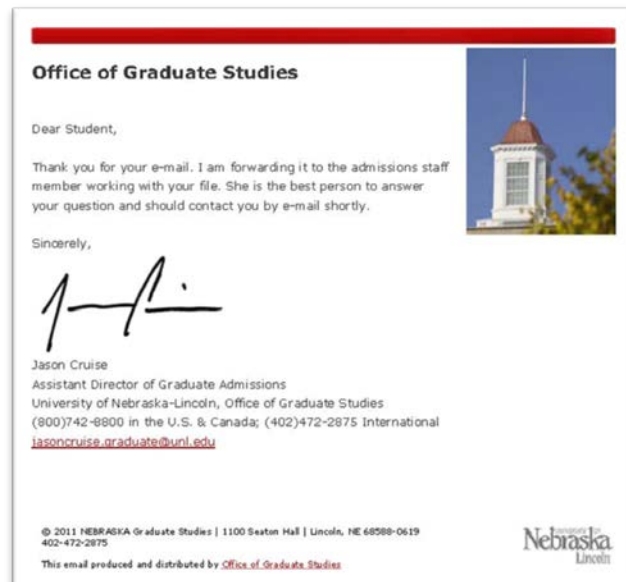 Office of Graduate Studies
Dear Student,
Thank you for your e-mail. I am forwarding it to the admissions staff
member working with your file. She is the best person to answer
your question and should contact you by e-mail shortly.
Sincerely,
Jason Cruise
Assistant Director of Graduate Admissions
University of Nebraska-Lincoln, Office of Graduate Studies
(800)742-8800 in the U.S. & Canada; (402)472-2875 International
jasoncruise.graduate@unl.edu
© 2011 NEBRASKA Graduate Studies | 1100 Seaton Hall | Lincoln, NE 68588-0619
402-472-2875
This email produced and distributed by Office of Graduate Studies
UNIVERSITY OF
Nebraska
Lincoln